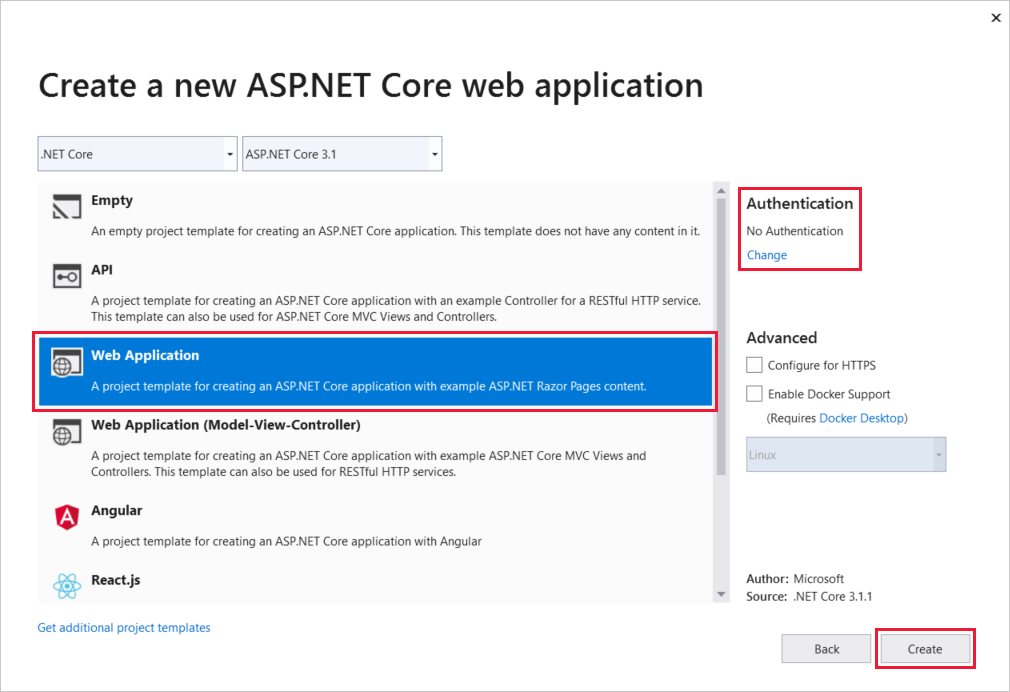 Create a new ASP.NET Core web application
.NET Core
ASP.NET Core 3.1
Empty
An empty project template for creating an ASP.NET Core application. This template does not have any content in it.
API
A project template for creating an ASP.NET Core application with an example Controller for a RESTful HTTP service.
This template can also be used for ASP.NET Core MVC Views and Controllers.
Web Application
A project template for creating an ASP.NET Core application with example ASP.NET Razor Pages content.
Web Application (Model-View-Controller)
A project template for creating an ASP.NET Core application with example ASP.NET Core MVC Views and
Controllers. This template can also be used for RESTful HTTP services.
Angular
A project template for creating an ASP.NET Core application with Angular
React.js
Get additional project templates
Authentication
No Authentication
Change
Advanced
Configure for HTTPS
Enable Docker Support
(Requires Docker Desktop)
Linux
Author: Microsoft
Source: .NET Core 3.1.1
Back
Create